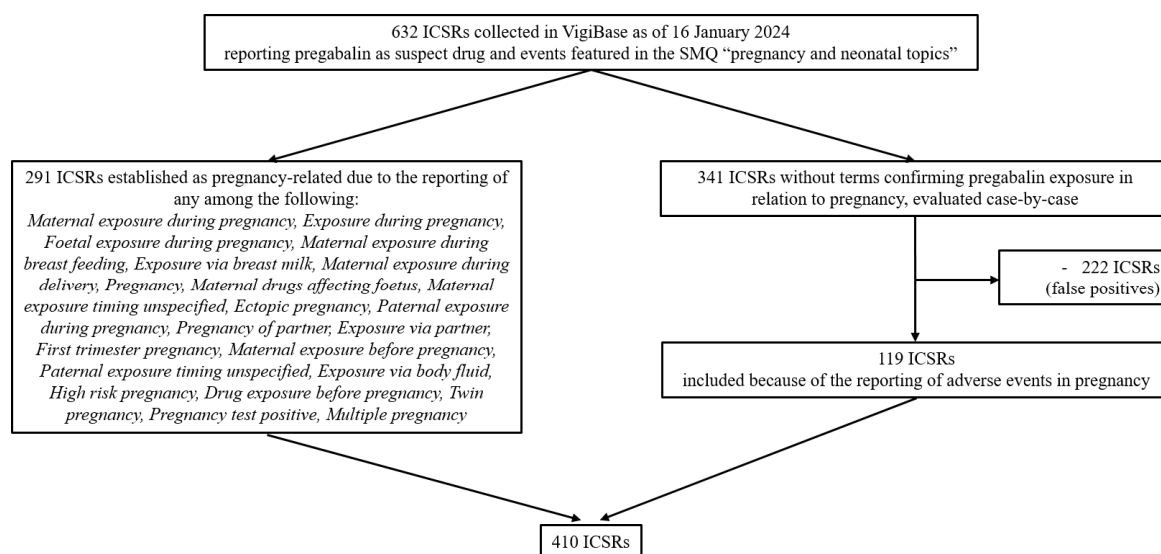 632 ICSRs collected in VigiBase as of 16 January 2024
reporting pregabalin as suspect drug and events featured in the SMQ “pregnancy and neonatal topics”
291 ICSRs established as pregnancy-related due to the reporting of
any among the following:
Maternal exposure during pregnancy, Exposure during pregnancy,
Foetal exposure during pregnancy, Maternal exposure during
breast feeding, Exposure via breast milk, Maternal exposure during
delivery, Pregnancy, Maternal drugs affecting foetus, Maternal
exposure timing unspecified, Ectopic pregnancy, Paternal exposure
during pregnancy, Pregnancy of partner, Exposure via partner,
First trimester pregnancy, Maternal exposure before pregnancy,
Paternal exposure timing unspecified, Exposure via body fluid,
High risk pregnancy, Drug exposure before pregnancy, Twin
pregnancy, Pregnancy test positive, Multiple pregnancy
341 ICSRs without terms confirming pregabalin exposure in
relation to pregnancy, evaluated case-by-case
- 222 ICSRs
(false positives)
119 ICSRs
included because of the reporting of adverse events in pregnancy
410 ICSRs